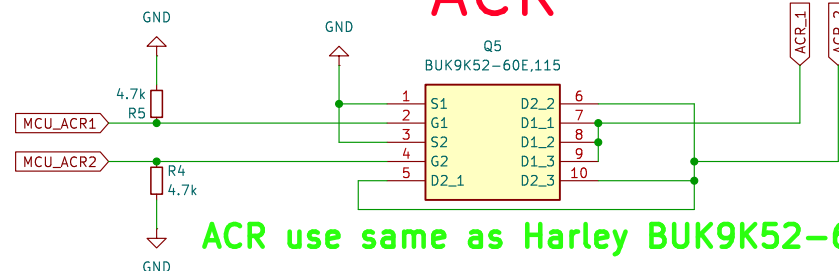 ACR
GND
GND
Q5
BUK9K52-60E,115
ACR_1
4.7k
R5
MCU_ACR1
MCU_ACR2
R4
4.7k
GND
1 S1
2 G1
3 S2
4 G2
5 D2_1
D2_2 6
D1_1 7
D1_2 8
D1_3 9
D2_3 10
ACR use same as Harley BUK9K52-